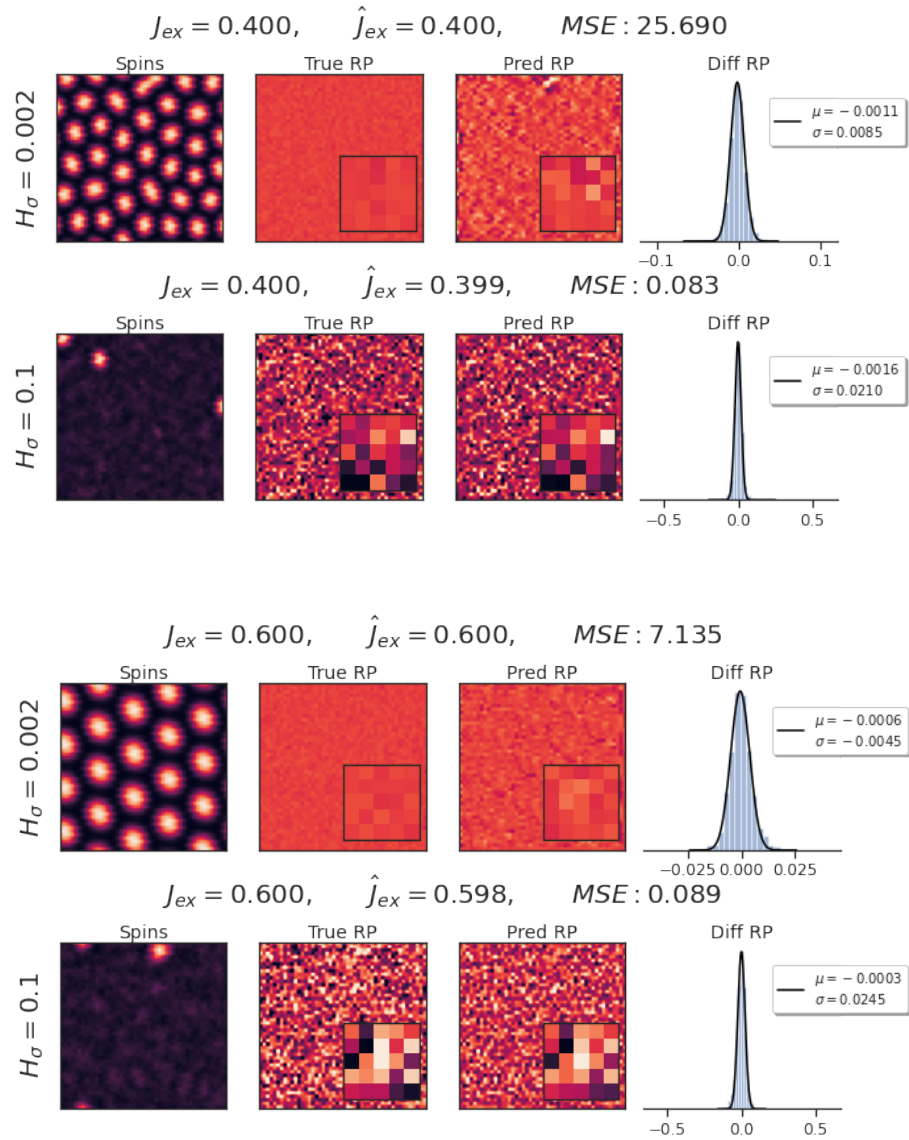 J_ex = 0.400, Ĵ_ex = 0.400, MSE : 25.690
Spins True RP Pred RP Diff RP
H_σ = 0.002
μ = −0.0011
σ = 0.0085
−0.1 0.0 0.1
J_ex = 0.400, Ĵ_ex = 0.399, MSE : 0.083
Spins True RP Pred RP Diff RP
H_σ = 0.1
μ = −0.0016
σ = 0.0210
−0.5 0.0 0.5
J_ex = 0.600, Ĵ_ex = 0.600, MSE : 7.135
Spins True RP Pred RP Diff RP
H_σ = 0.002
μ = −0.0006
σ = −0.0045
−0.025 0.000 0.025
J_ex = 0.600, Ĵ_ex = 0.598, MSE : 0.089
Spins True RP Pred RP Diff RP
H_σ = 0.1
μ = −0.0003
σ = 0.0245
−0.5 0.0 0.5